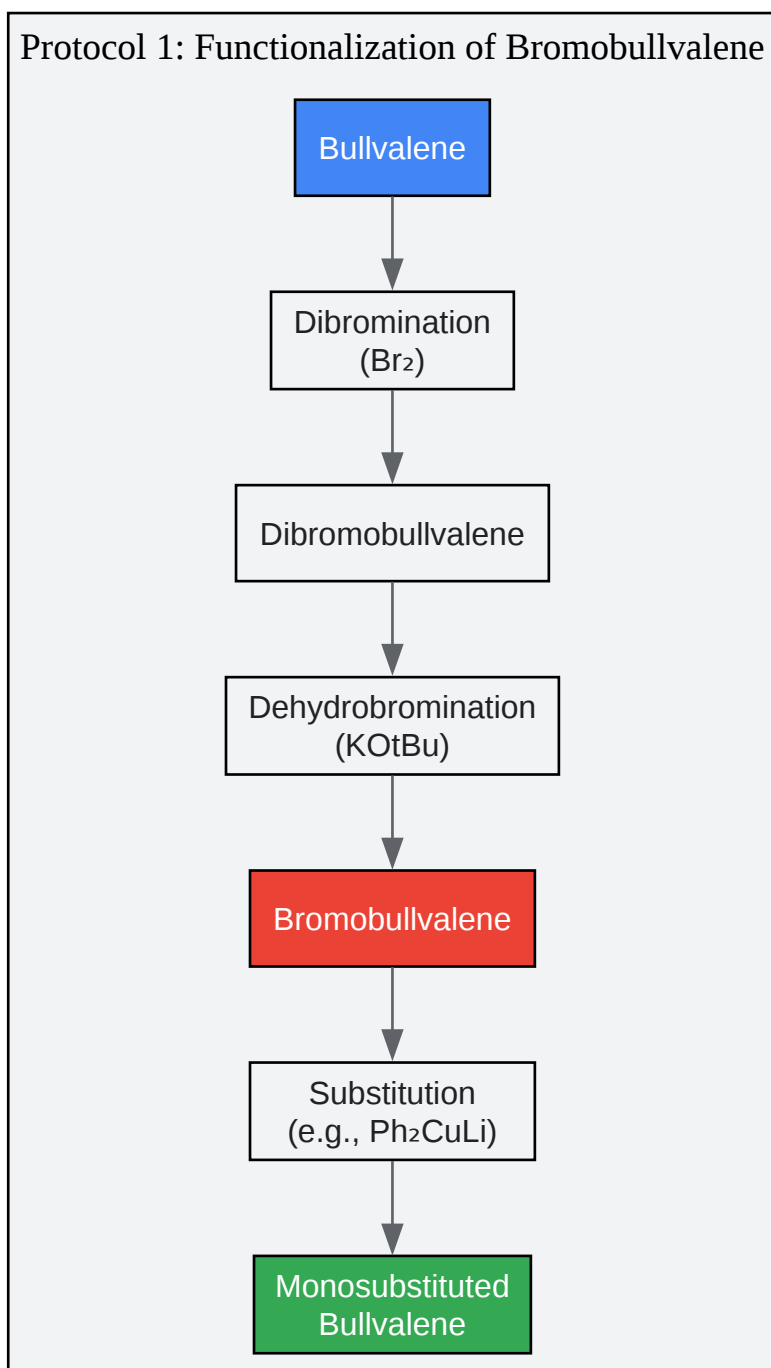 Protocol 1: Functionalization of Bromobullvalene
Bullvalene
Dibromination
(Br₂)
Dibromobullvalene
Dehydrobromination
(KOtBu)
Bromobullvalene
Substitution
(e.g., Ph₂CuLi)
Monosubstituted
Bullvalene